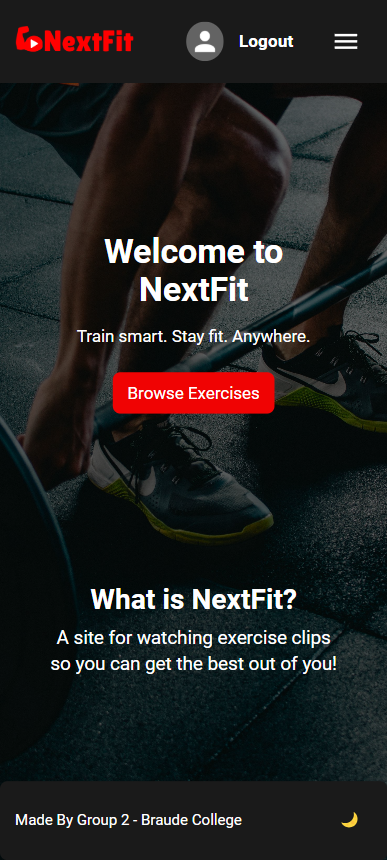 NextFit
Logout
Welcome to
NextFit
Train smart. Stay fit. Anywhere.
Browse Exercises
What is NextFit?
A site for watching exercise clips
so you can get the best out of you!
Made By Group 2 - Braude College